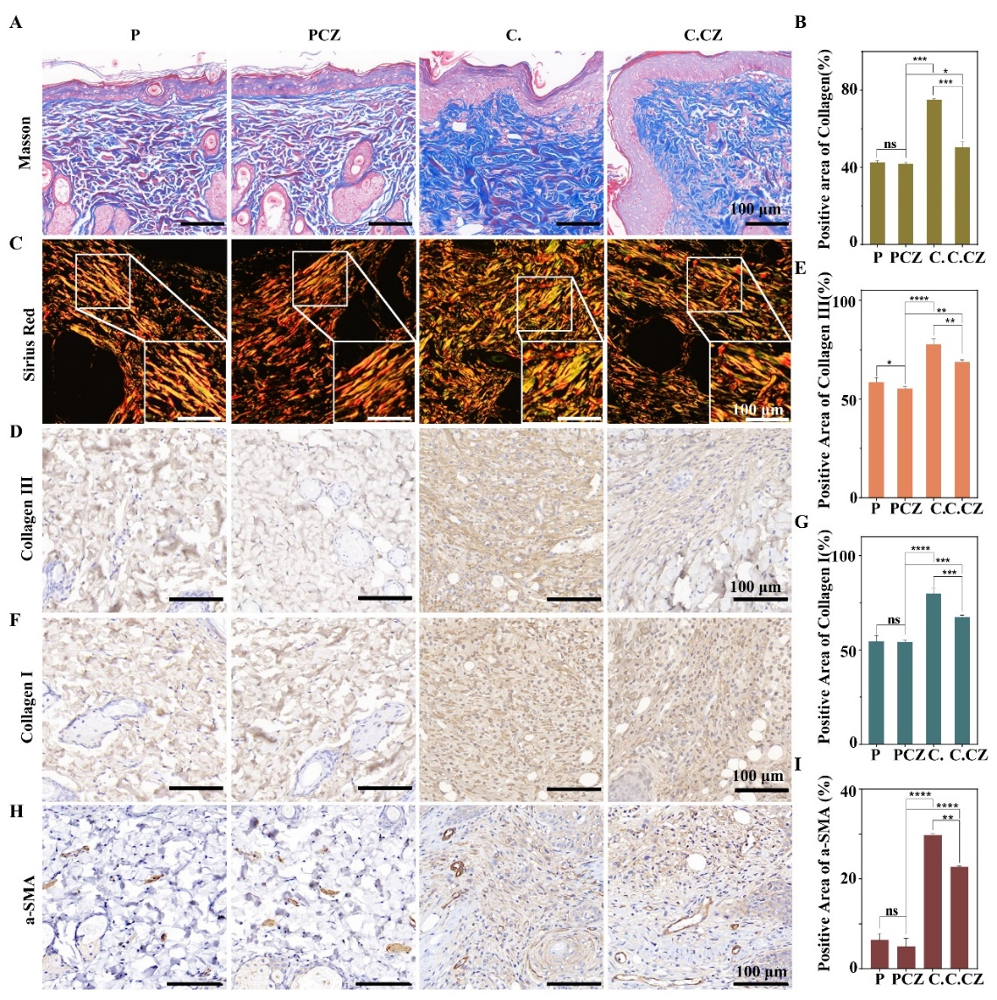 A
P PCZ C. C.CZ
Masson
100 μm
B
Positive area of Collagen(%)
80
40
0
ns *** * ***
P PCZ C. C.CZ
C
Sirius Red
100 μm
E
Positive Area of Collagen III(%)
100
50
0
* **** ** **
P PCZ C. C.CZ
D
Collagen III
100 μm
G
Positive Area of Collagen I(%)
100
50
0
ns **** *** ***
P PCZ C. C.CZ
F
Collagen I
100 μm
I
Positive Area of a-SMA (%)
40
20
0
ns **** **** **
P PCZ C. C.CZ
H
a-SMA
100 μm